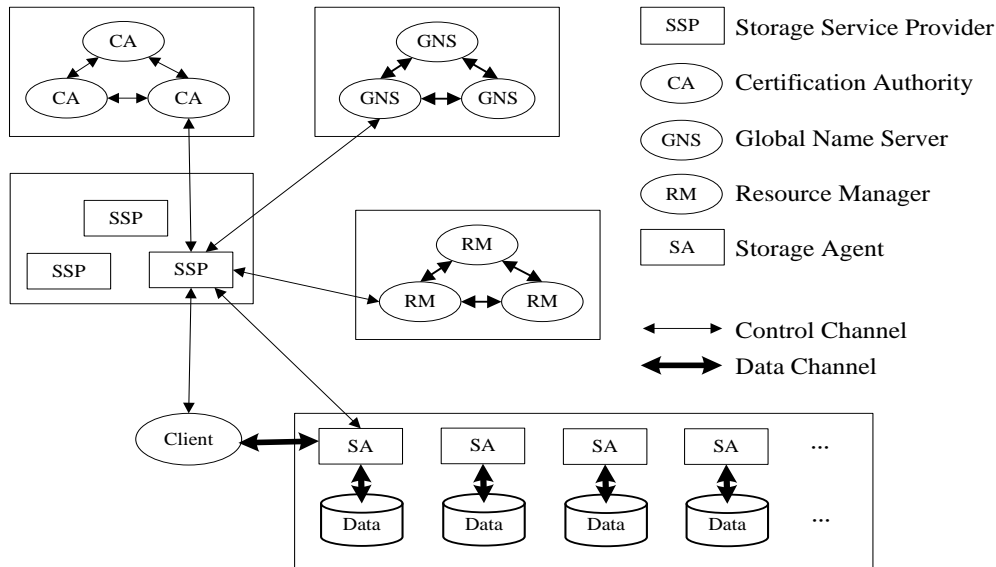 CA
CA CA
GNS
GNS GNS
SSP Storage Service Provider
CA Certification Authority
GNS Global Name Server
RM Resource Manager
SA Storage Agent
Control Channel
Data Channel
SSP
SSP SSP
RM
RM RM
Client
SA SA SA SA ...
Data Data Data Data ...